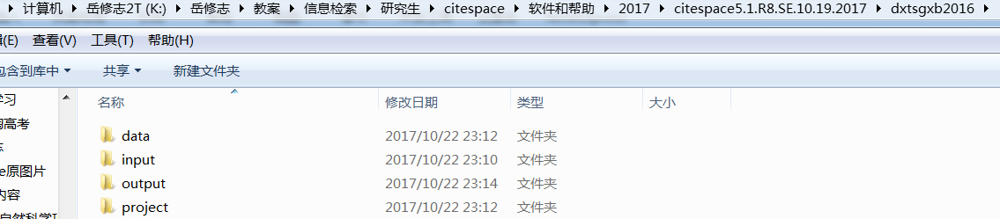 计算机 ▸ 岳修志2T (K:) ▸ 岳修志 ▸ 教案 ▸ 信息检索 ▸ 研究生 ▸ citespace ▸ 软件和帮助 ▸ 2017 ▸ citespace5.1.R8.SE.10.19.2017 ▸ dxtsgxb2016 ▸
(E) 查看(V) 工具(T) 帮助(H)
包含到库中 共享 新建文件夹
名称 修改日期 类型 大小
学习
高考
data 2017/10/22 23:12 文件夹
input 2017/10/22 23:10 文件夹
e原图片
output 2017/10/22 23:14 文件夹
内容
project 2017/10/22 23:12 文件夹
自然科学